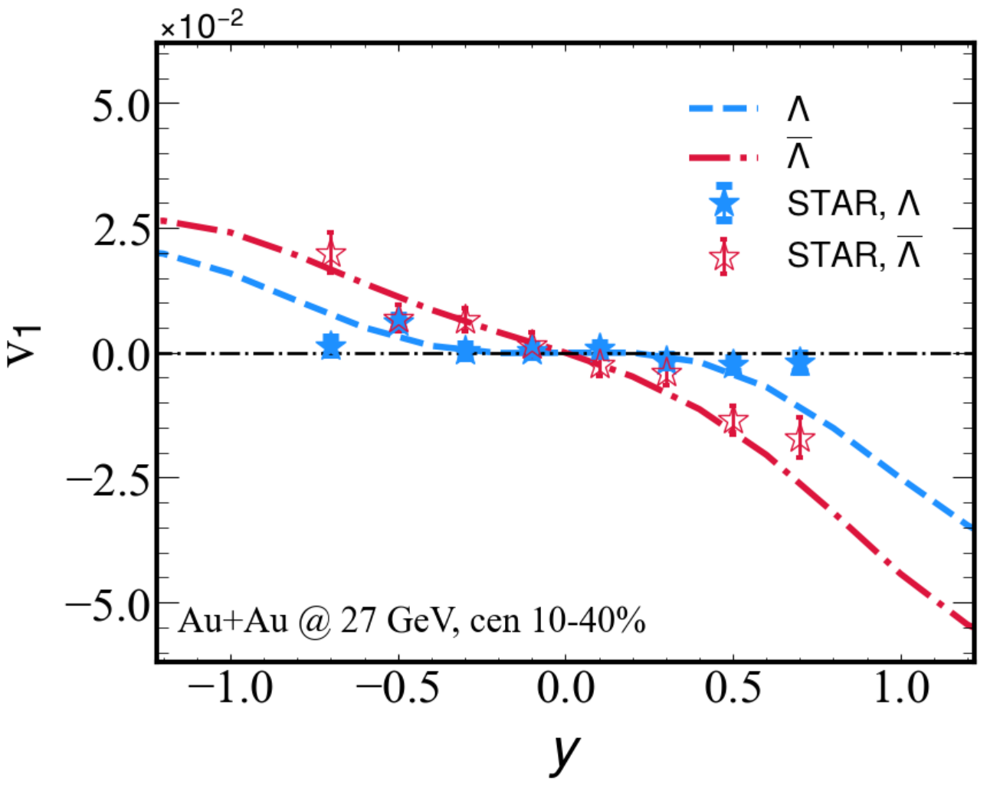 ×10⁻²
5.0
2.5
0.0
−2.5
−5.0
v₁
Λ
Λ̅
STAR, Λ
STAR, Λ̅
Au+Au @ 27 GeV, cen 10-40%
−1.0 −0.5 0.0 0.5 1.0
y